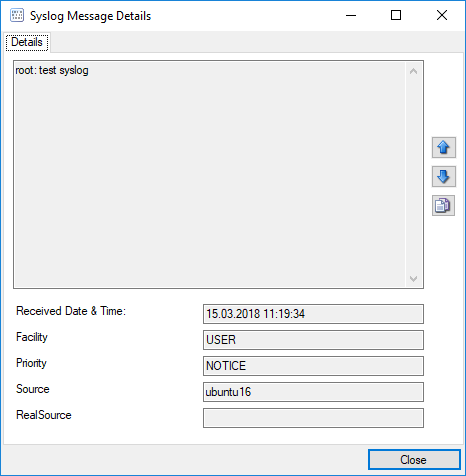 Syslog Message Details
Details
root: test syslog
Received Date & Time: 15.03.2018 11:19:34
Facility USER
Priority NOTICE
Source ubuntu16
RealSource
Close